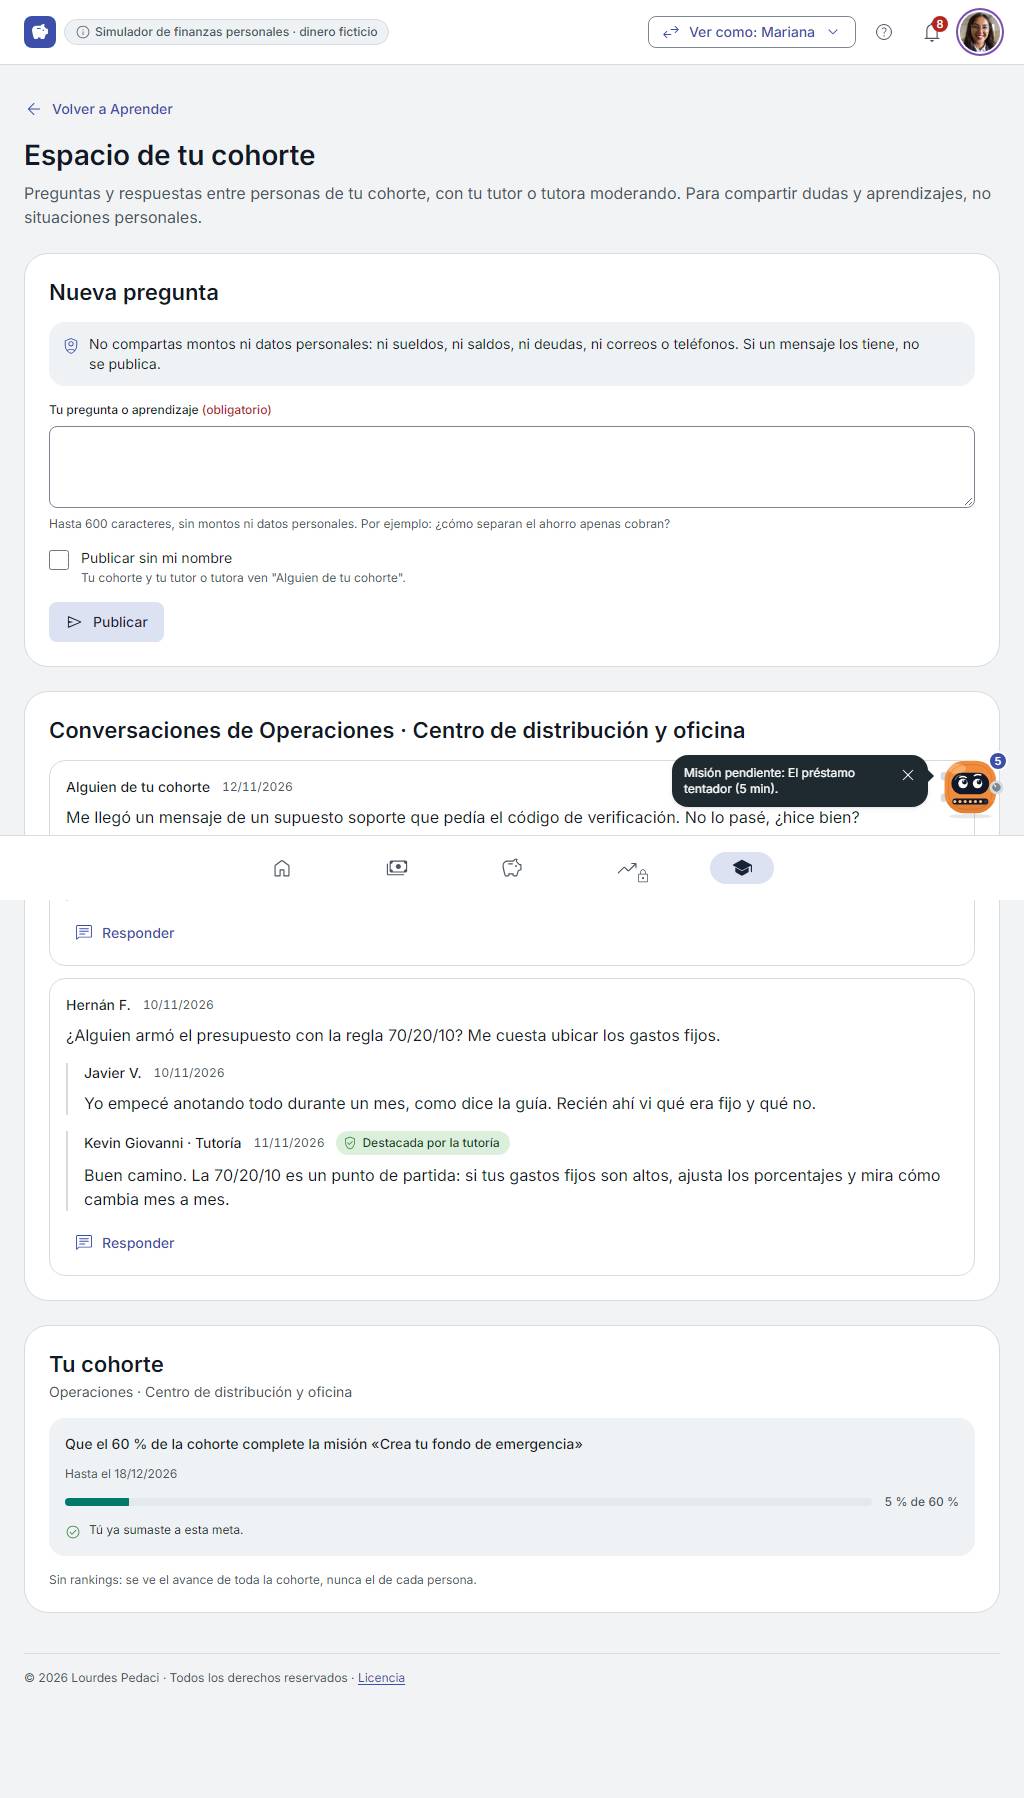 Simulador de finanzas personales · dinero ficticio
Ver como: Mariana
8
Volver a Aprender
Espacio de tu cohorte
Preguntas y respuestas entre personas de tu cohorte, con tu tutor o tutora moderando. Para compartir dudas y aprendizajes, no
situaciones personales.
Nueva pregunta
No compartas montos ni datos personales: ni sueldos, ni saldos, ni deudas, ni correos o teléfonos. Si un mensaje los tiene, no
se publica.
Tu pregunta o aprendizaje (obligatorio)
Hasta 600 caracteres, sin montos ni datos personales. Por ejemplo: ¿cómo separan el ahorro apenas cobran?
Publicar sin mi nombre
Tu cohorte y tu tutor o tutora ven "Alguien de tu cohorte".
Publicar
Conversaciones de Operaciones · Centro de distribución y oficina
Misión pendiente: El préstamo
tentador (5 min).
5
Alguien de tu cohorte 12/11/2026
Me llegó un mensaje de un supuesto soporte que pedía el código de verificación. No lo pasé, ¿hice bien?
Responder
Hernán F. 10/11/2026
¿Alguien armó el presupuesto con la regla 70/20/10? Me cuesta ubicar los gastos fijos.
Javier V. 10/11/2026
Yo empecé anotando todo durante un mes, como dice la guía. Recién ahí vi qué era fijo y qué no.
Kevin Giovanni · Tutoría 11/11/2026 Destacada por la tutoría
Buen camino. La 70/20/10 es un punto de partida: si tus gastos fijos son altos, ajusta los porcentajes y mira cómo
cambia mes a mes.
Responder
Tu cohorte
Operaciones · Centro de distribución y oficina
Que el 60 % de la cohorte complete la misión «Crea tu fondo de emergencia»
Hasta el 18/12/2026
5 % de 60 %
Tú ya sumaste a esta meta.
Sin rankings: se ve el avance de toda la cohorte, nunca el de cada persona.
© 2026 Lourdes Pedaci · Todos los derechos reservados · Licencia